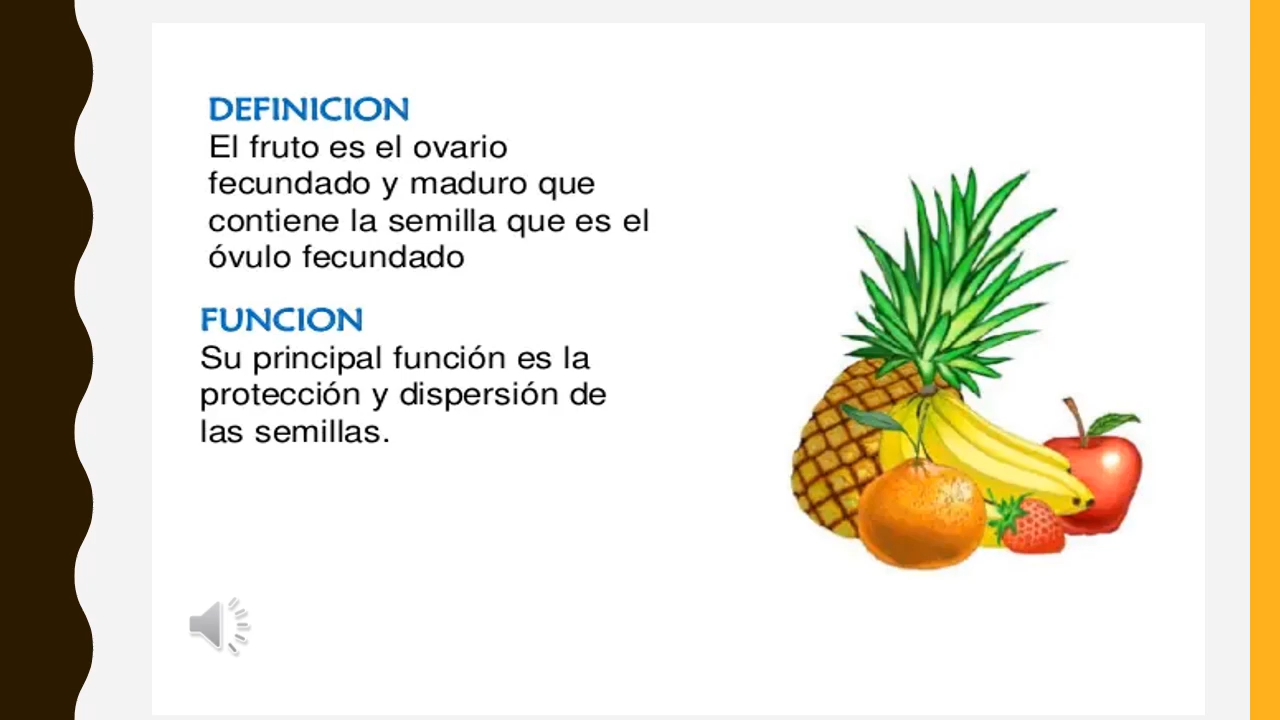 DEFINICION
El fruto es el ovario
fecundado y maduro que
contiene la semilla que es el
óvulo fecundado
FUNCION
Su principal función es la
protección y dispersión de
las semillas.